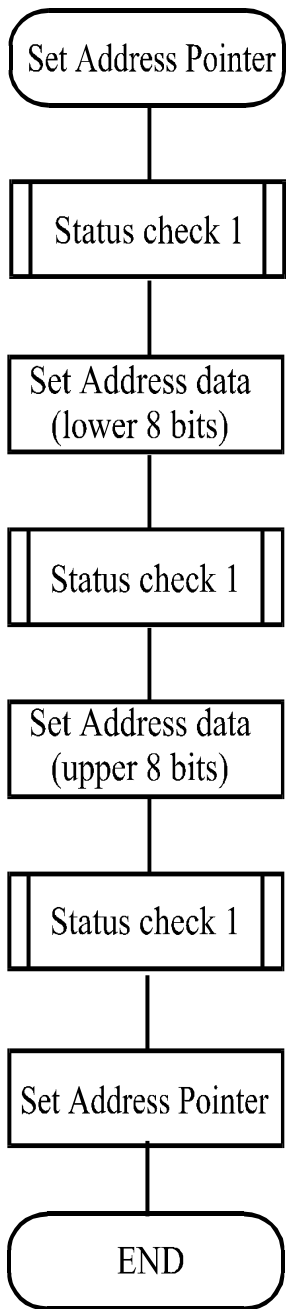 Set Address Pointer
Status check 1
Set Address data
(lower 8 bits)
Status check 1
Set Address data
(upper 8 bits)
Status check 1
Set Address Pointer
END